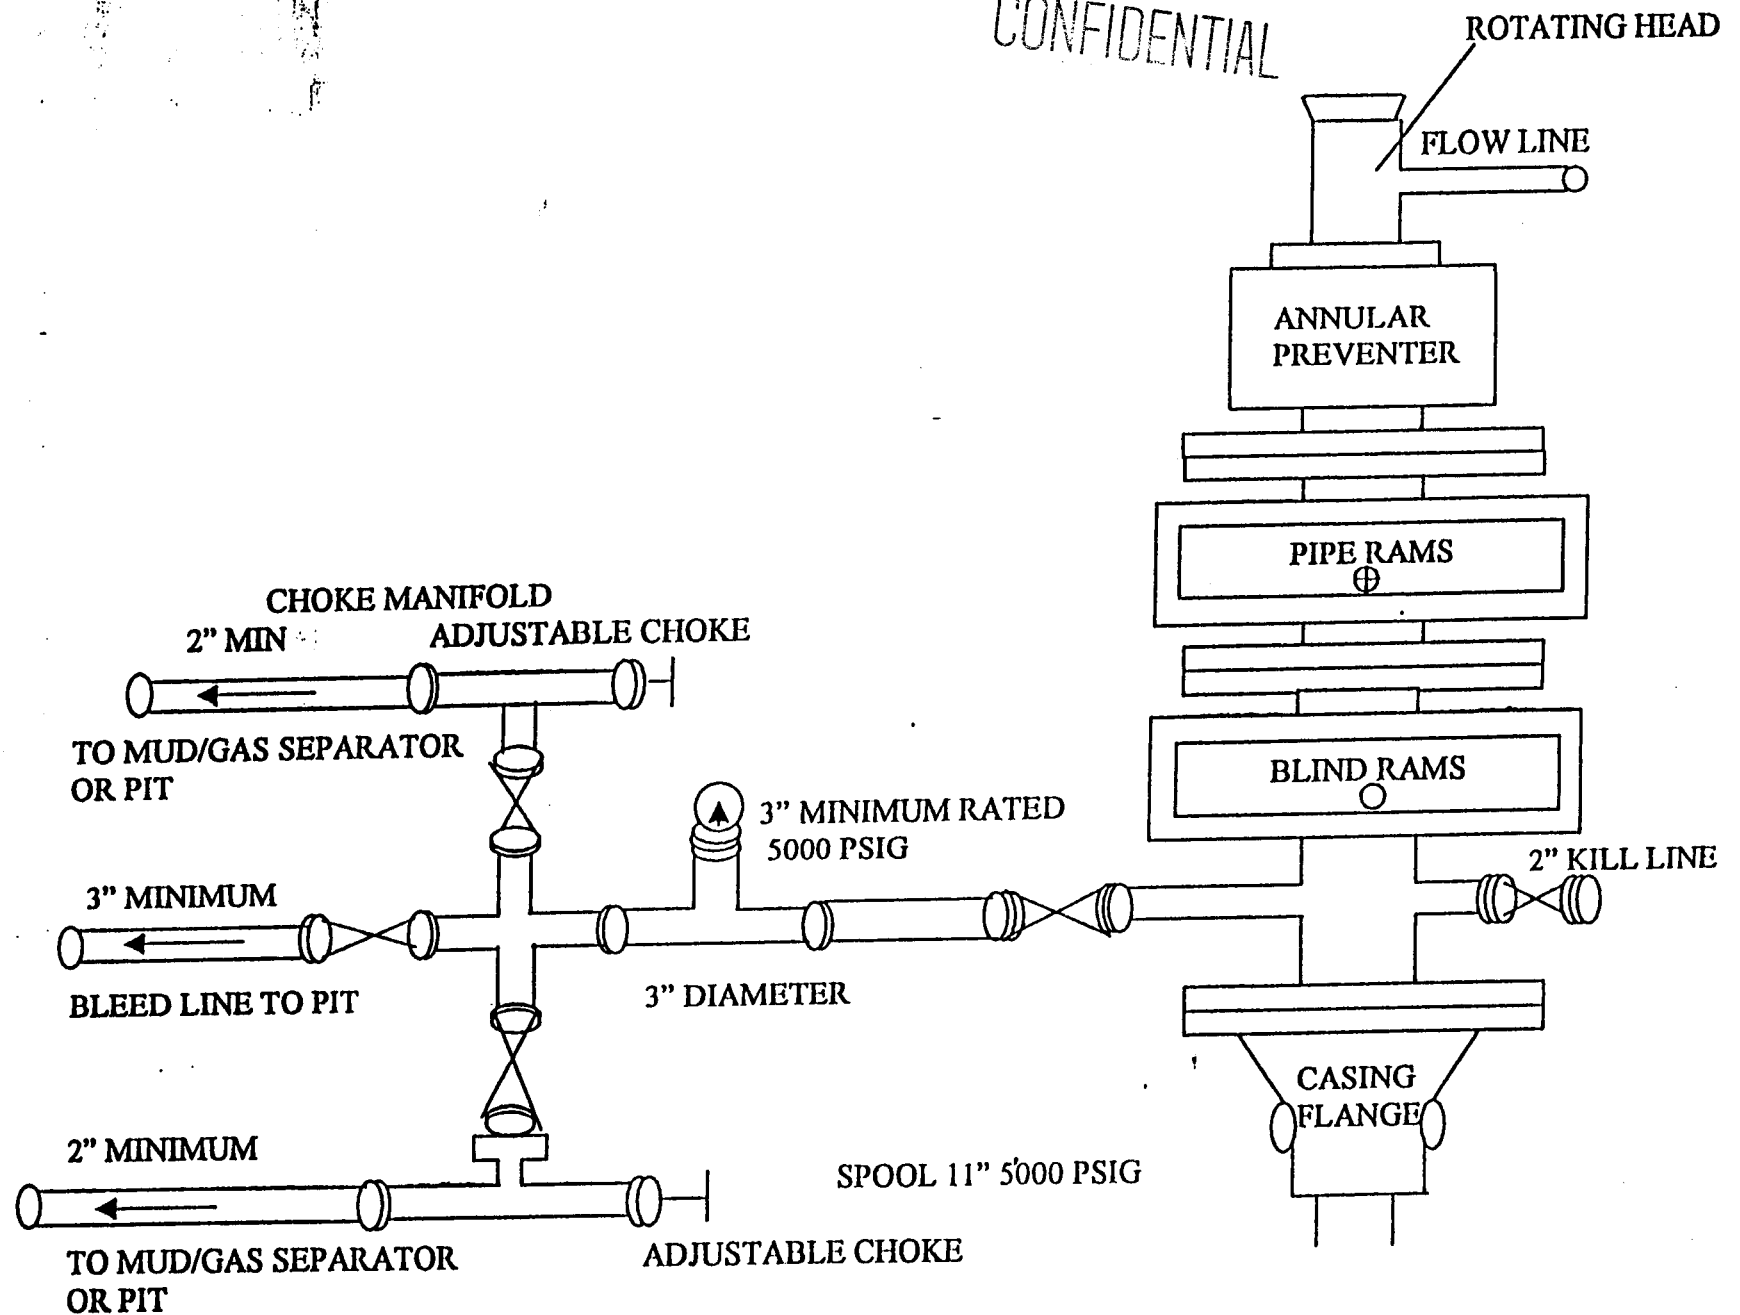 CONFIDENTIAL
ROTATING HEAD
FLOW LINE
ANNULAR
PREVENTER
PIPE RAMS
CHOKE MANIFOLD
2” MIN
ADJUSTABLE CHOKE
TO MUD/GAS SEPARATOR
OR PIT
BLIND RAMS
3” MINIMUM RATED
5000 PSIG
2” KILL LINE
3” MINIMUM
BLEED LINE TO PIT
3” DIAMETER
CASING
FLANGE
2” MINIMUM
SPOOL 11” 5000 PSIG
ADJUSTABLE CHOKE
TO MUD/GAS SEPARATOR
OR PIT